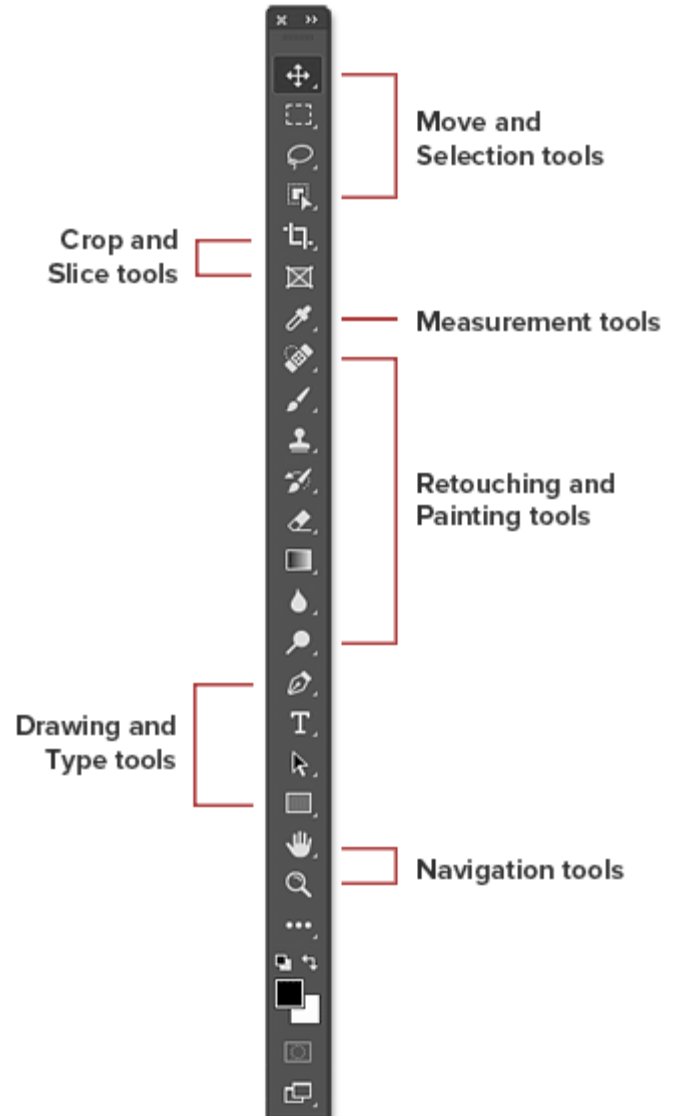 Move and
Selection tools
Crop and
Slice tools
Measurement tools
Retouching and
Painting tools
Drawing and
Type tools
Navigation tools